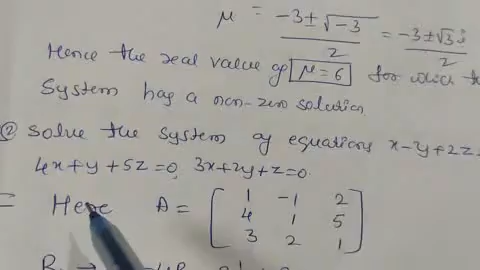 μ = -3±√-3 / 2 = -3±√3 i / 2
Hence the real value of μ=6 for which
System has a non-zero solution.
② Solve the system of equations x-y+2z=
4x+y+5z=0, 3x+2y+z=0.
Here A = [ 1 -1 2
4 1 5
3 2 1 ]